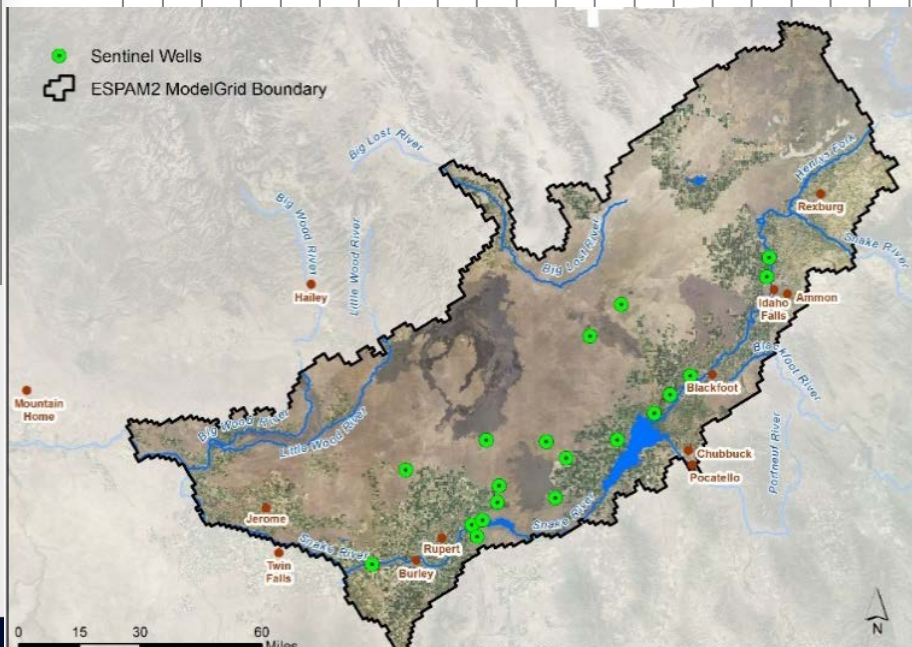 Sentinel Wells
ESPAM2 ModelGrid Boundary
Big Lost River
Henrys Fork
Rexburg
Big Wood River
Little Wood River
Snake River
Big Lost River
Hailey
Idaho
Falls
Ammon
Blackfoot River
Blackfoot
Mountain
Home
Big Wood River
Little Wood River
Chubbuck
Pocatello
Portneuf River
Jerome
Snake River
Snake River
Rupert
Twin
Falls
Burley
N
0 15 30 60
Miles